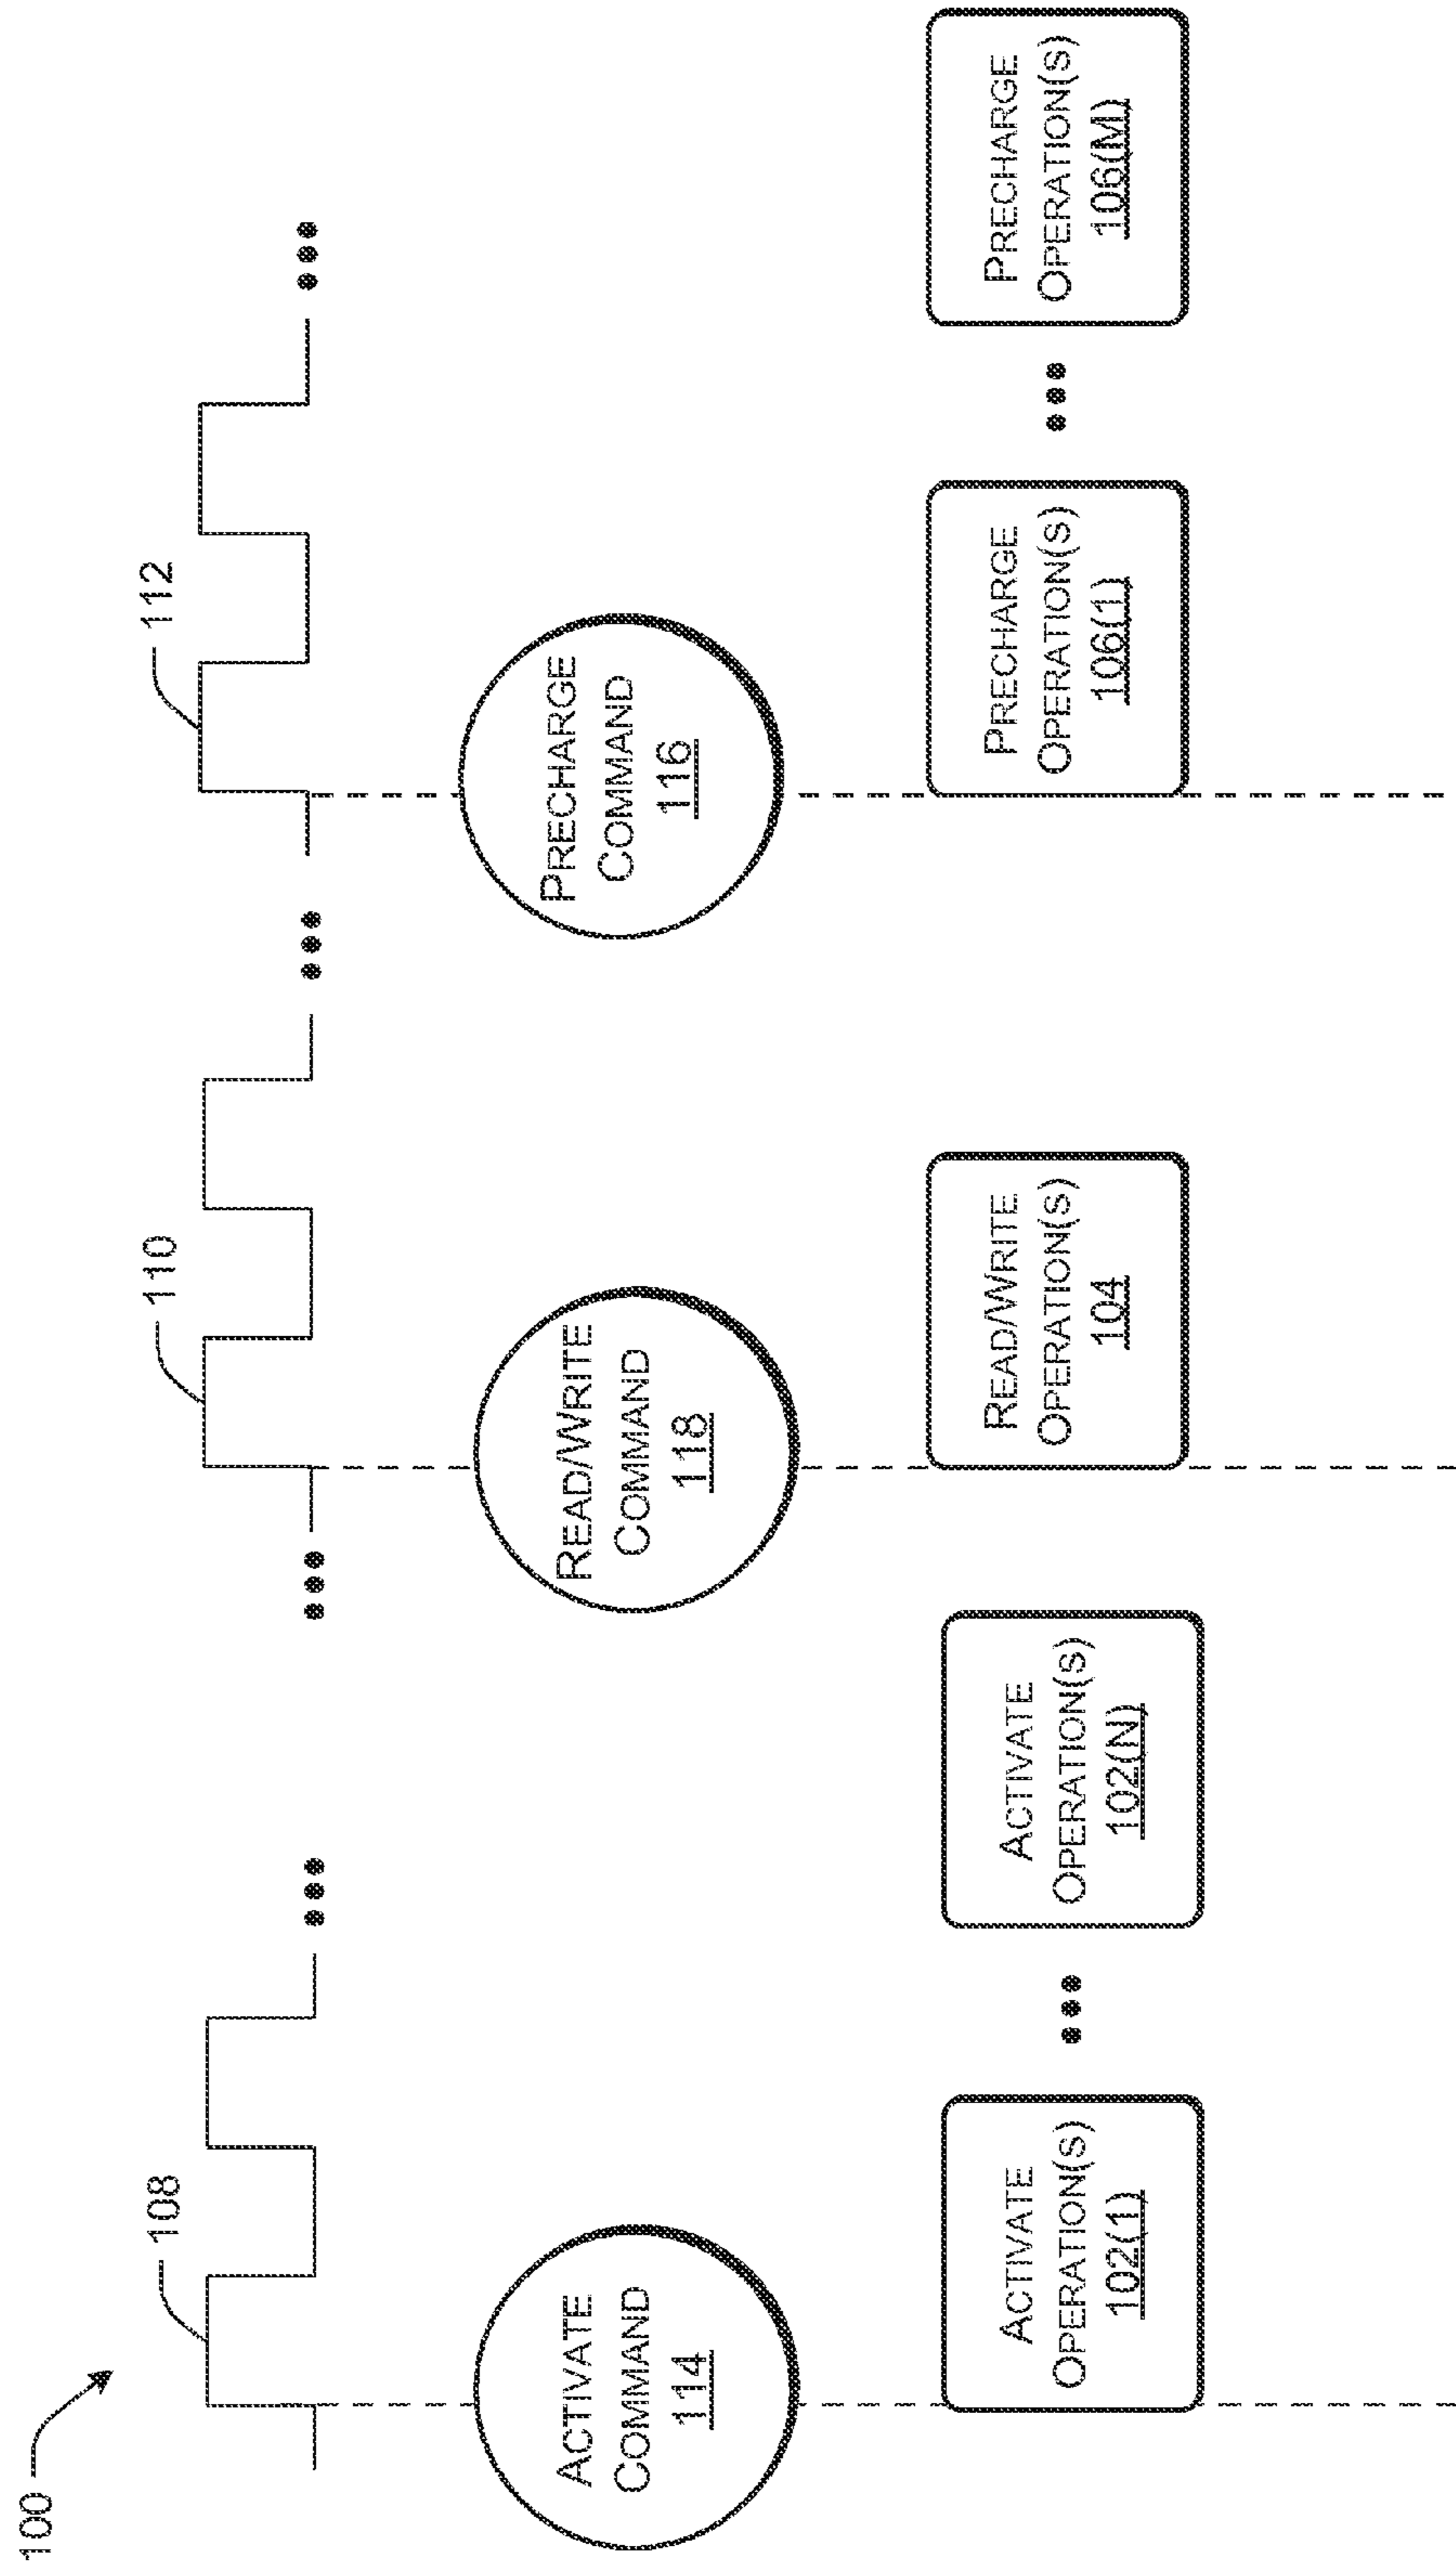 100
108
110
112
ACTIVATE
COMMAND
114
READ/WRITE
COMMAND
118
PRECHARGE
COMMAND
116
ACTIVATE
OPERATION(S)
102(1)
ACTIVATE
OPERATION(S)
102(N)
READ/WRITE
OPERATION(S)
104
PRECHARGE
OPERATION(S)
106(1)
PRECHARGE
OPERATION(S)
106(M)